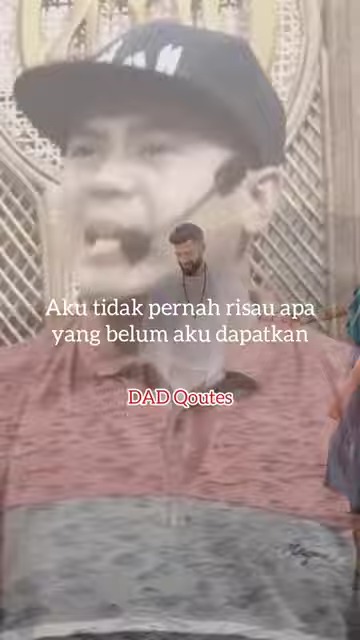 Aku tidak pernah risau apa
yang belum aku dapatkan
DAD Qoutes